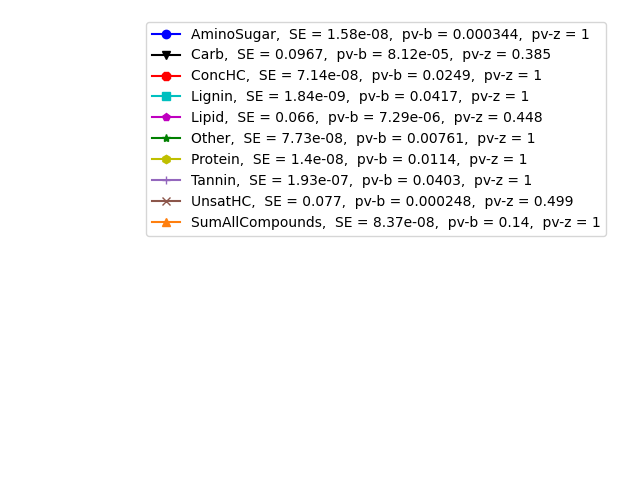 AminoSugar,  SE = 1.58e-08,  pv-b = 0.000344,  pv-z = 1
Carb,  SE = 0.0967,  pv-b = 8.12e-05,  pv-z = 0.385
ConcHC,  SE = 7.14e-08,  pv-b = 0.0249,  pv-z = 1
Lignin,  SE = 1.84e-09,  pv-b = 0.0417,  pv-z = 1
Lipid,  SE = 0.066,  pv-b = 7.29e-06,  pv-z = 0.448
Other,  SE = 7.73e-08,  pv-b = 0.00761,  pv-z = 1
Protein,  SE = 1.4e-08,  pv-b = 0.0114,  pv-z = 1
Tannin,  SE = 1.93e-07,  pv-b = 0.0403,  pv-z = 1
UnsatHC,  SE = 0.077,  pv-b = 0.000248,  pv-z = 0.499
SumAllCompounds,  SE = 8.37e-08,  pv-b = 0.14,  pv-z = 1